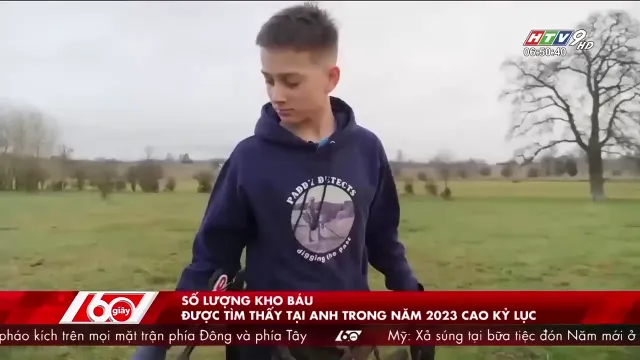 HTV9 HD
06:50:40
PADDY DETECTS
digging the Past
60 giây
SỐ LƯỢNG KHO BÁU
ĐƯỢC TÌM THẤY TẠI ANH TRONG NĂM 2023 CAO KỶ LỤC
pháo kích trên mọi mặt trận phía Đông và phía Tây 60 giây Mỹ: Xả súng tại bữa tiệc đón Năm mới ở